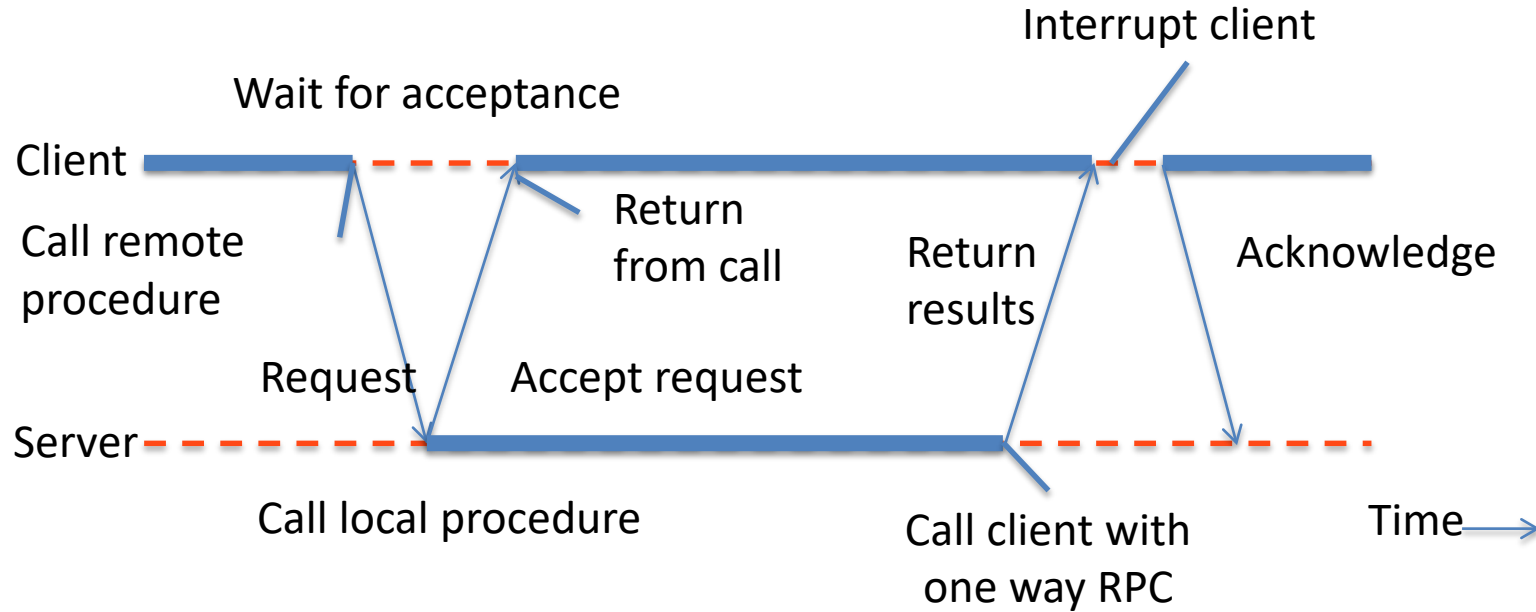 Interrupt client
Wait for acceptance
Client
Call remote
procedure
Return
from call
Return
results
Acknowledge
Request
Accept request
Server
Call local procedure
Call client with
one way RPC
Time